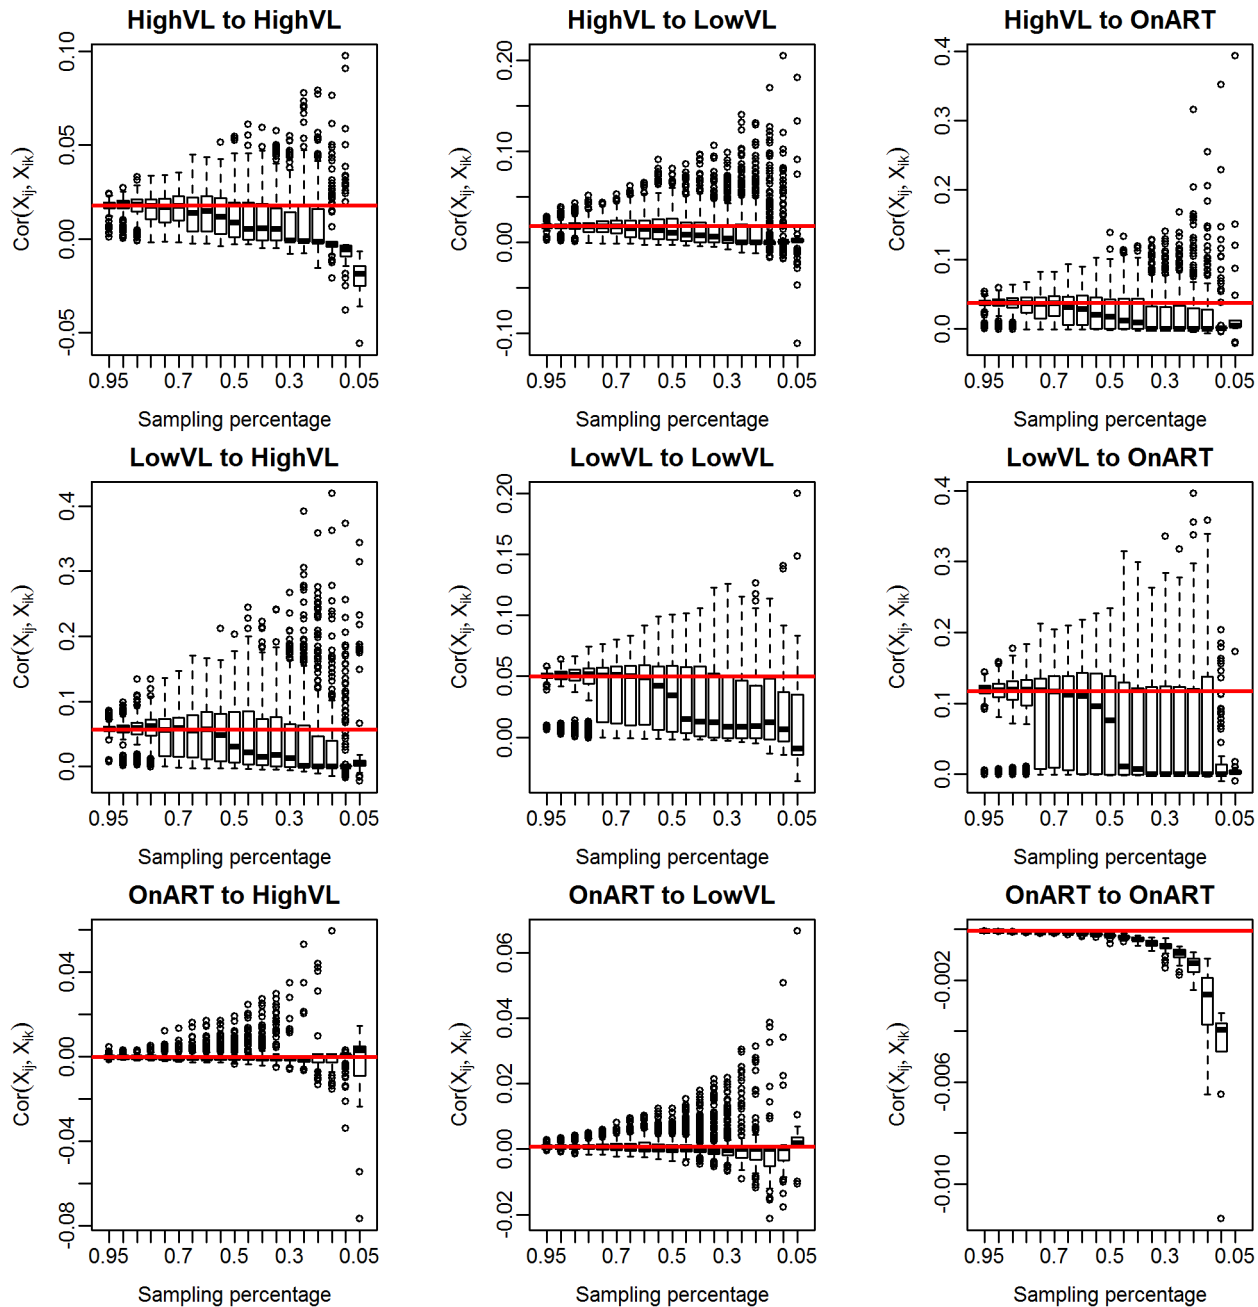 HighVL to HighVL
Cor(Xij, Xik)
0.10
0.05
0.00
-0.05
0.95 0.7 0.5 0.3 0.05
Sampling percentage
HighVL to LowVL
Cor(Xij, Xik)
0.20
0.10
0.00
-0.10
0.95 0.7 0.5 0.3 0.05
Sampling percentage
HighVL to OnART
Cor(Xij, Xik)
0.4
0.3
0.2
0.1
0.0
0.95 0.7 0.5 0.3 0.05
Sampling percentage
LowVL to HighVL
Cor(Xij, Xik)
0.4
0.3
0.2
0.1
0.0
0.95 0.7 0.5 0.3 0.05
Sampling percentage
LowVL to LowVL
Cor(Xij, Xik)
0.20
0.15
0.10
0.05
0.00
0.95 0.7 0.5 0.3 0.05
Sampling percentage
LowVL to OnART
Cor(Xij, Xik)
0.4
0.3
0.2
0.1
0.0
0.95 0.7 0.5 0.3 0.05
Sampling percentage
OnART to HighVL
Cor(Xij, Xik)
0.04
0.00
-0.04
-0.08
0.95 0.7 0.5 0.3 0.05
Sampling percentage
OnART to LowVL
Cor(Xij, Xik)
0.06
0.04
0.02
0.00
-0.02
0.95 0.7 0.5 0.3 0.05
Sampling percentage
OnART to OnART
Cor(Xij, Xik)
-0.002
-0.006
-0.010
0.95 0.7 0.5 0.3 0.05
Sampling percentage